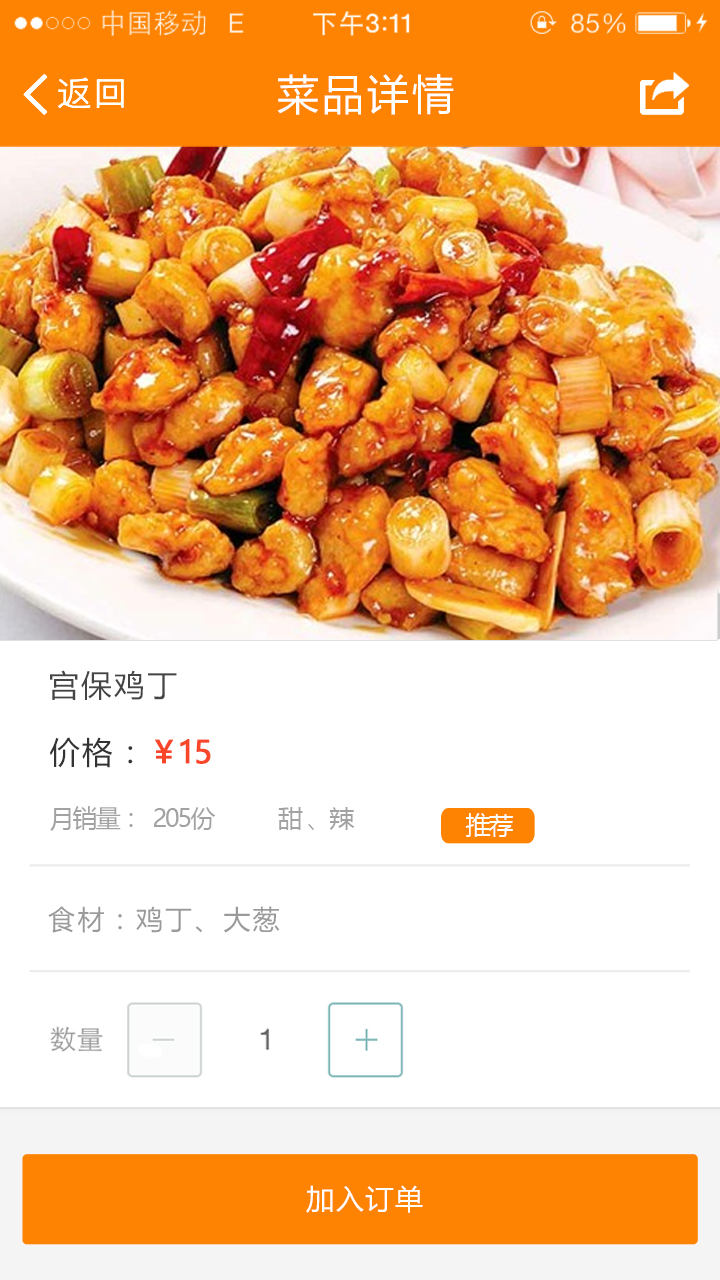 中国移动 E 下午3:11 85%
返回 菜品详情
宫保鸡丁
价格：￥15
月销量：205份 甜、辣 推荐
食材：鸡丁、大葱
数量 － 1 ＋
加入订单